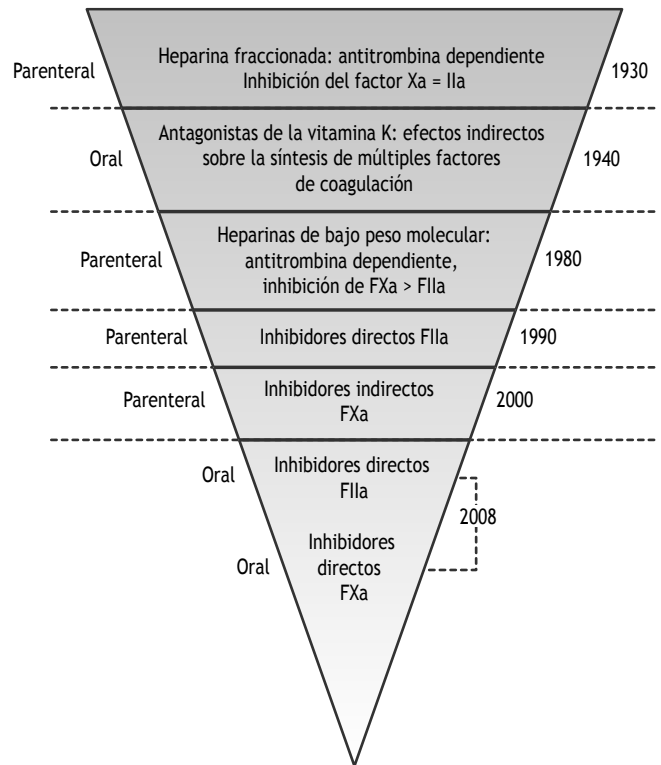 Parenteral
Heparina fraccionada: antitrombina dependiente
Inhibición del factor Xa = IIa
1930
Oral
Antagonistas de la vitamina K: efectos indirectos
sobre la síntesis de múltiples factores
de coagulación
1940
Parenteral
Heparinas de bajo peso molecular:
antitrombina dependiente,
inhibición de FXa > FIIa
1980
Parenteral
Inhibidores directos FIIa
1990
Parenteral
Inhibidores indirectos
FXa
2000
Oral
Inhibidores directos
FIIa
2008
Oral
Inhibidores
directos
FXa